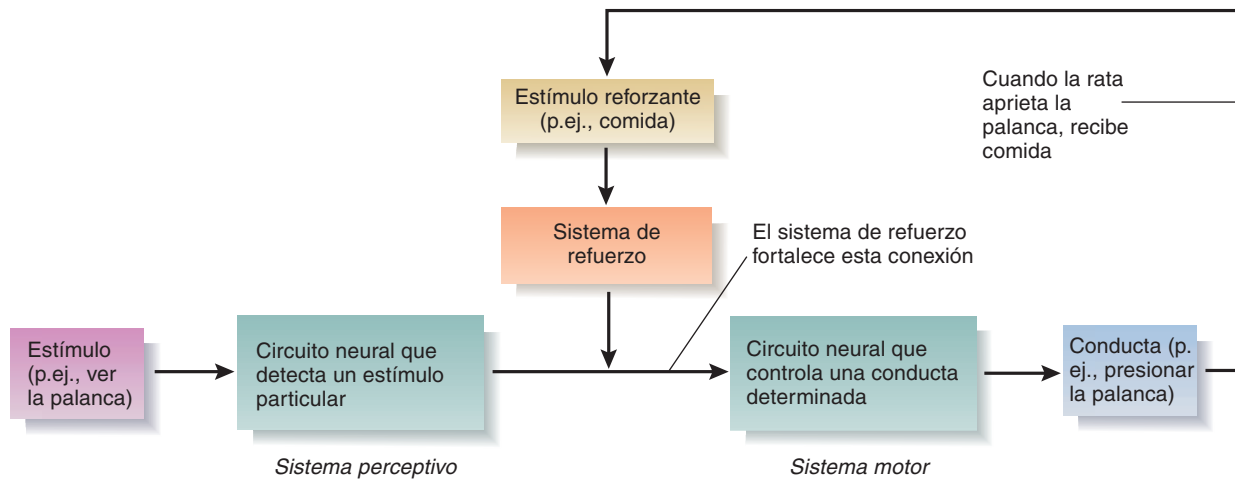 Estímulo reforzante
(p.ej., comida)
Cuando la rata
aprieta la
palanca, recibe
comida
Sistema de
refuerzo
El sistema de refuerzo
fortalece esta conexión
Estímulo
(p.ej., ver
la palanca)
Circuito neural que
detecta un estímulo
particular
Circuito neural que
controla una conducta
determinada
Conducta (p.
ej., presionar
la palanca)
Sistema perceptivo
Sistema motor